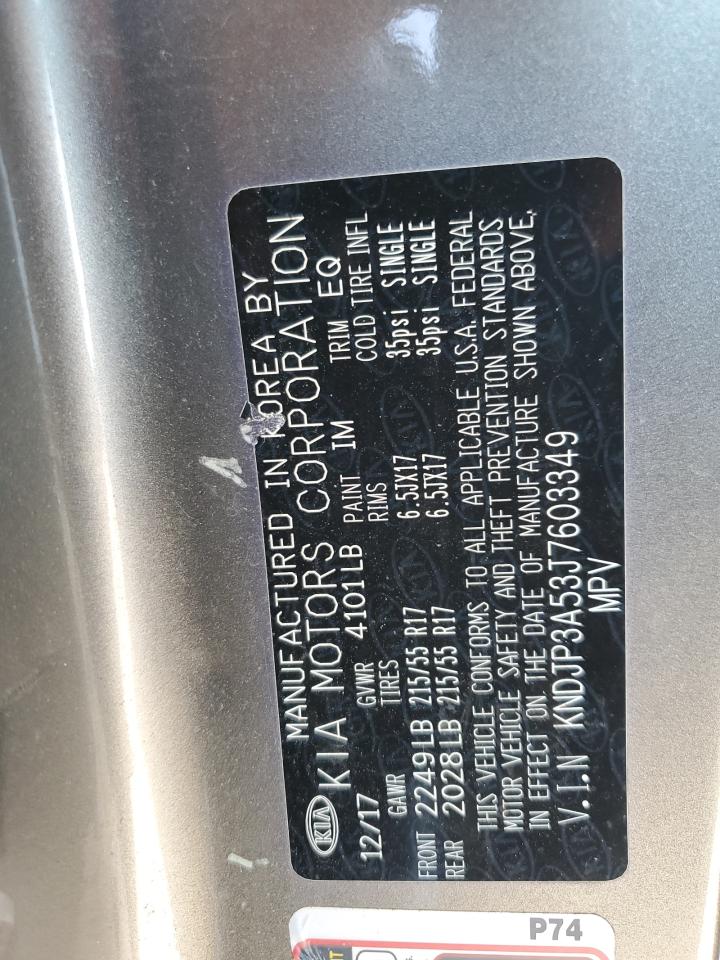 MANUFACTURED IN KOREA BY
KIA KIA MOTORS CORPORATION
12/17 GVWR 4101LB PAINT IM TRIM EQ
GAWR TIRES RIMS COLD TIRE INFL
FRONT 2249LB 215/55 R17 6.5JX17 35psi SINGLE
REAR 2028LB 215/55 R17 6.5JX17 35psi SINGLE
THIS VEHICLE CONFORMS TO ALL APPLICABLE U.S.A. FEDERAL
MOTOR VEHICLE SAFETY AND THEFT PREVENTION STANDARDS
IN EFFECT ON THE DATE OF MANUFACTURE SHOWN ABOVE.
V.I.N KNDJP3A53J7603349
MPV
P74